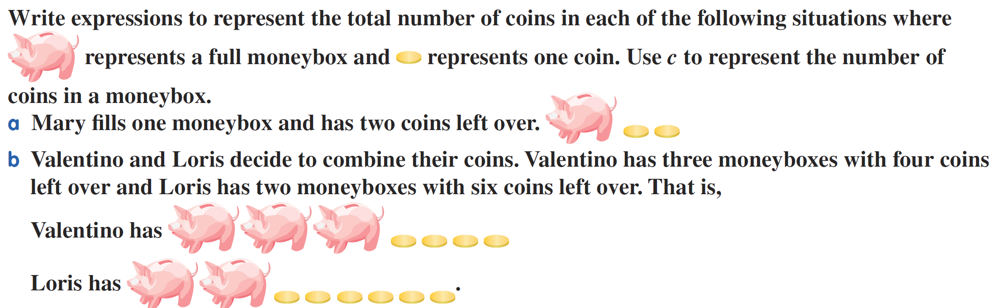 Write expressions to represent the total number of coins in each of the following situations where
represents a full moneybox and represents one coin. Use c to represent the number of
coins in a moneybox.
a Mary fills one moneybox and has two coins left over.
b Valentino and Loris decide to combine their coins. Valentino has three moneyboxes with four coins
left over and Loris has two moneyboxes with six coins left over. That is,
Valentino has
Loris has .